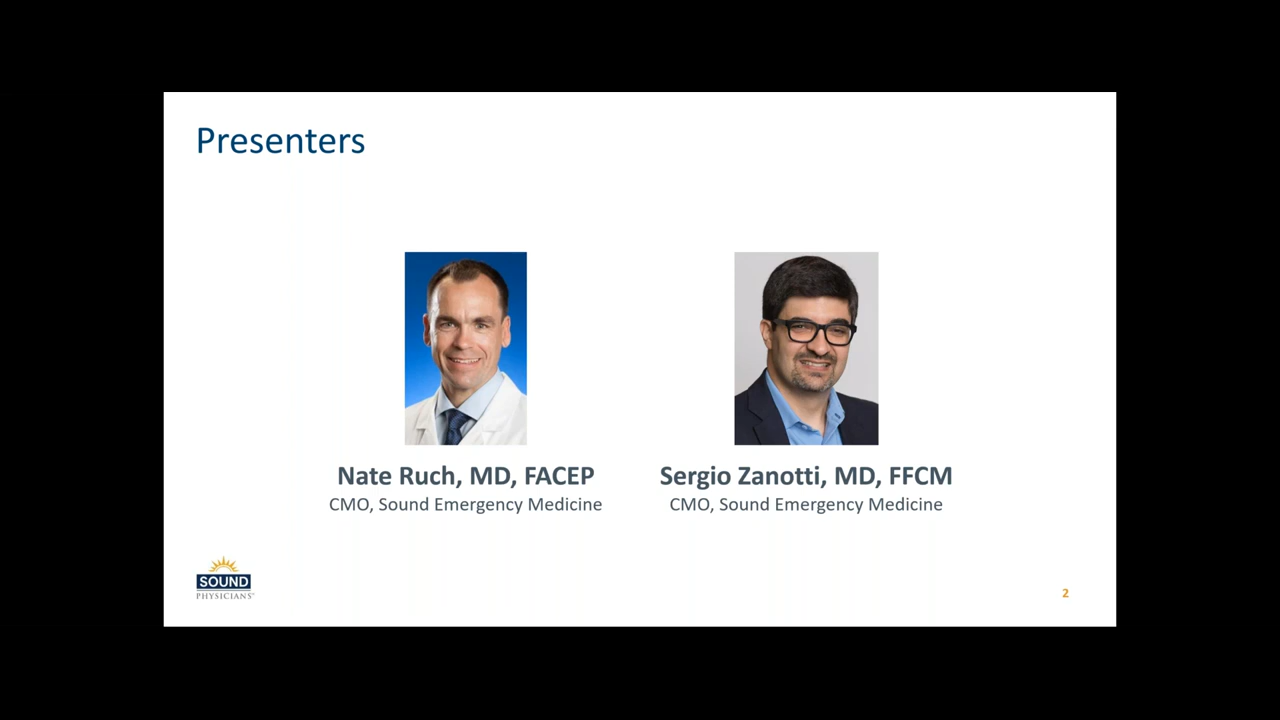 Presenters
Nate Ruch, MD, FACEP
CMO, Sound Emergency Medicine
Sergio Zanotti, MD, FFCM
CMO, Sound Emergency Medicine
SOUND
PHYSICIANS
2